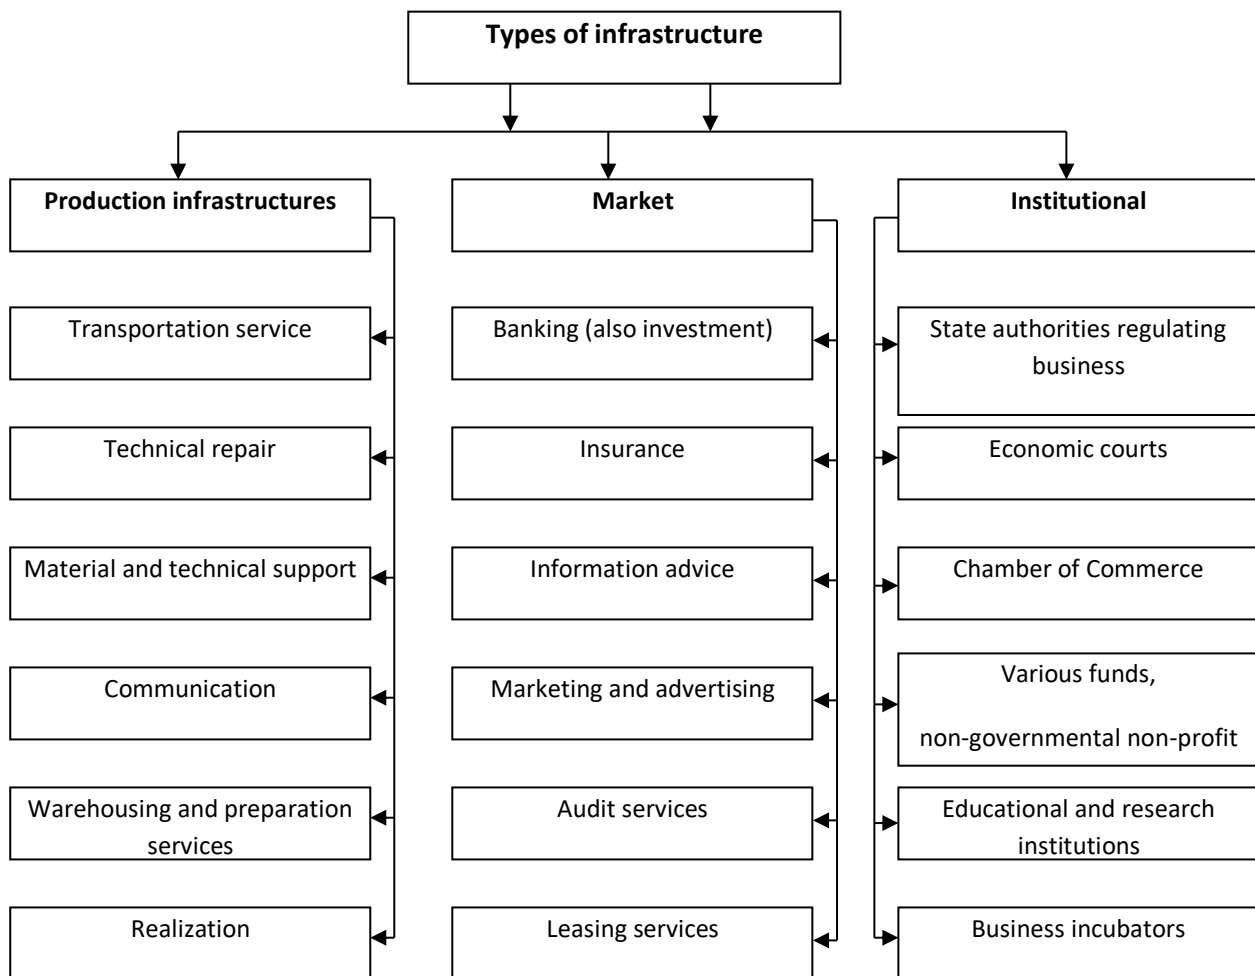 Types of infrastructure
Production infrastructures
Market
Institutional
Transportation service
Banking (also investment)
State authorities regulating
business
Technical repair
Insurance
Economic courts
Material and technical support
Information advice
Chamber of Commerce
Communication
Marketing and advertising
Various funds,
non-governmental non-profit
Warehousing and preparation
services
Audit services
Educational and research
institutions
Realization
Leasing services
Business incubators